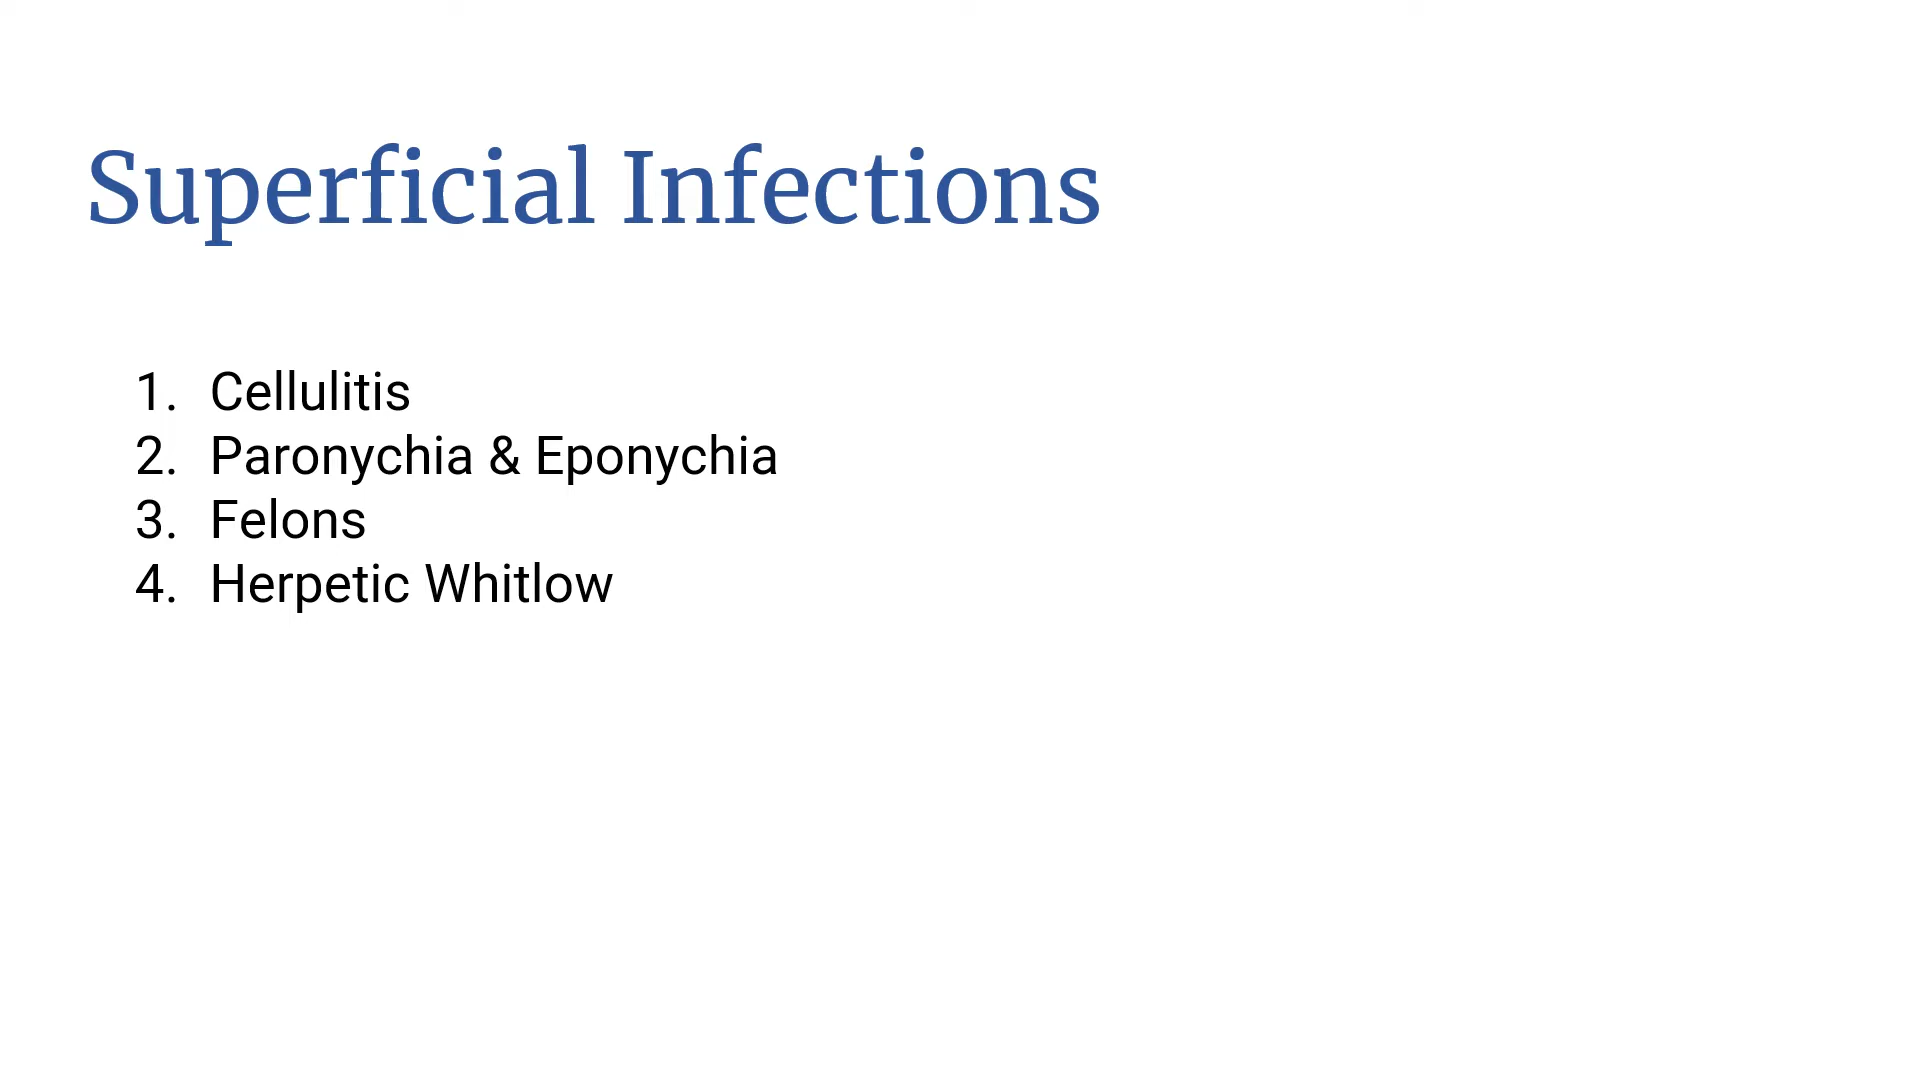 Superficial Infections
1. Cellulitis
2. Paronychia & Eponychia
3. Felons
4. Herpetic Whitlow